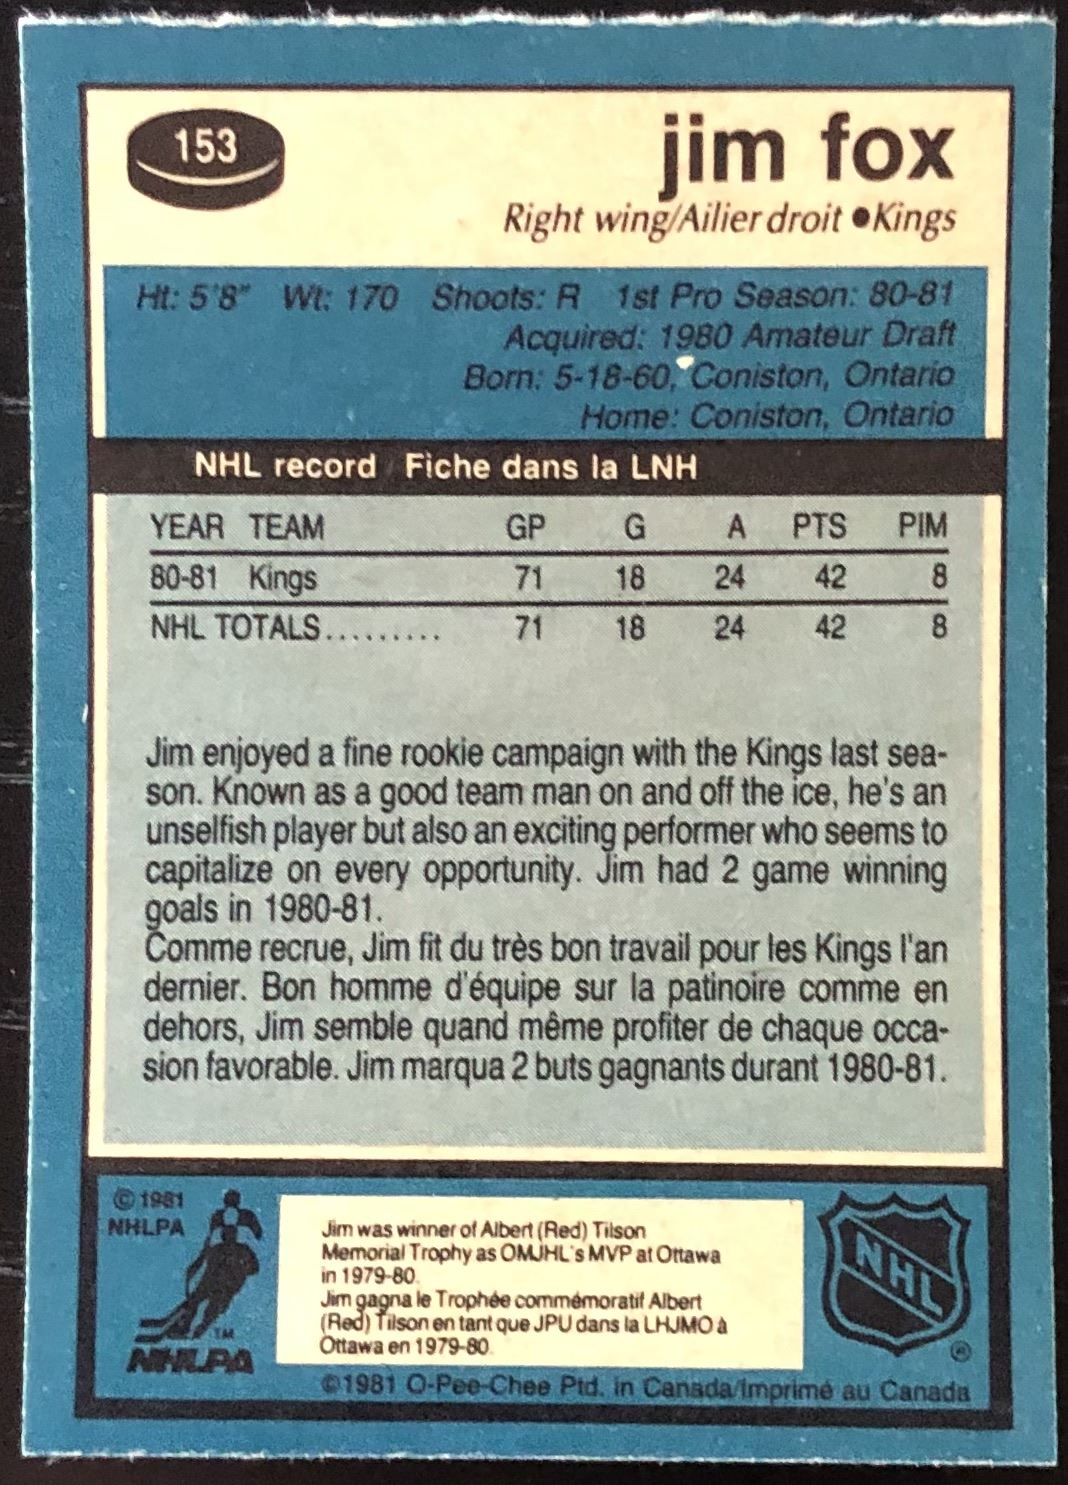 153
jim fox
Right wing/Ailier droit •Kings
Ht: 5'8" Wt: 170 Shoots: R 1st Pro Season: 80-81
Acquired: 1980 Amateur Draft
Born: 5-18-60, Coniston, Ontario
Home: Coniston, Ontario
NHL record Fiche dans la LNH
YEAR TEAM GP G A PTS PIM
80-81 Kings 71 18 24 42 8
NHL TOTALS......... 71 18 24 42 8
Jim enjoyed a fine rookie campaign with the Kings last sea-
son. Known as a good team man on and off the ice, he's an
unselfish player but also an exciting performer who seems to
capitalize on every opportunity. Jim had 2 game winning
goals in 1980-81.
Comme recrue, Jim fit du très bon travail pour les Kings l'an
dernier. Bon homme d'équipe sur la patinoire comme en
dehors, Jim semble quand même profiter de chaque occa-
sion favorable. Jim marqua 2 buts gagnants durant 1980-81.
© 1981
NHLPA
TM
NHLPA
Jim was winner of Albert (Red) Tilson
Memorial Trophy as OMJHL's MVP at Ottawa
in 1979-80.
Jim gagna le Trophée commémoratif Albert
(Red) Tilson en tant que JPU dans la LHJMO à
Ottawa en 1979-80.
NHL
®
©1981 O-Pee-Chee Ptd. in Canada/Imprimé au Canada